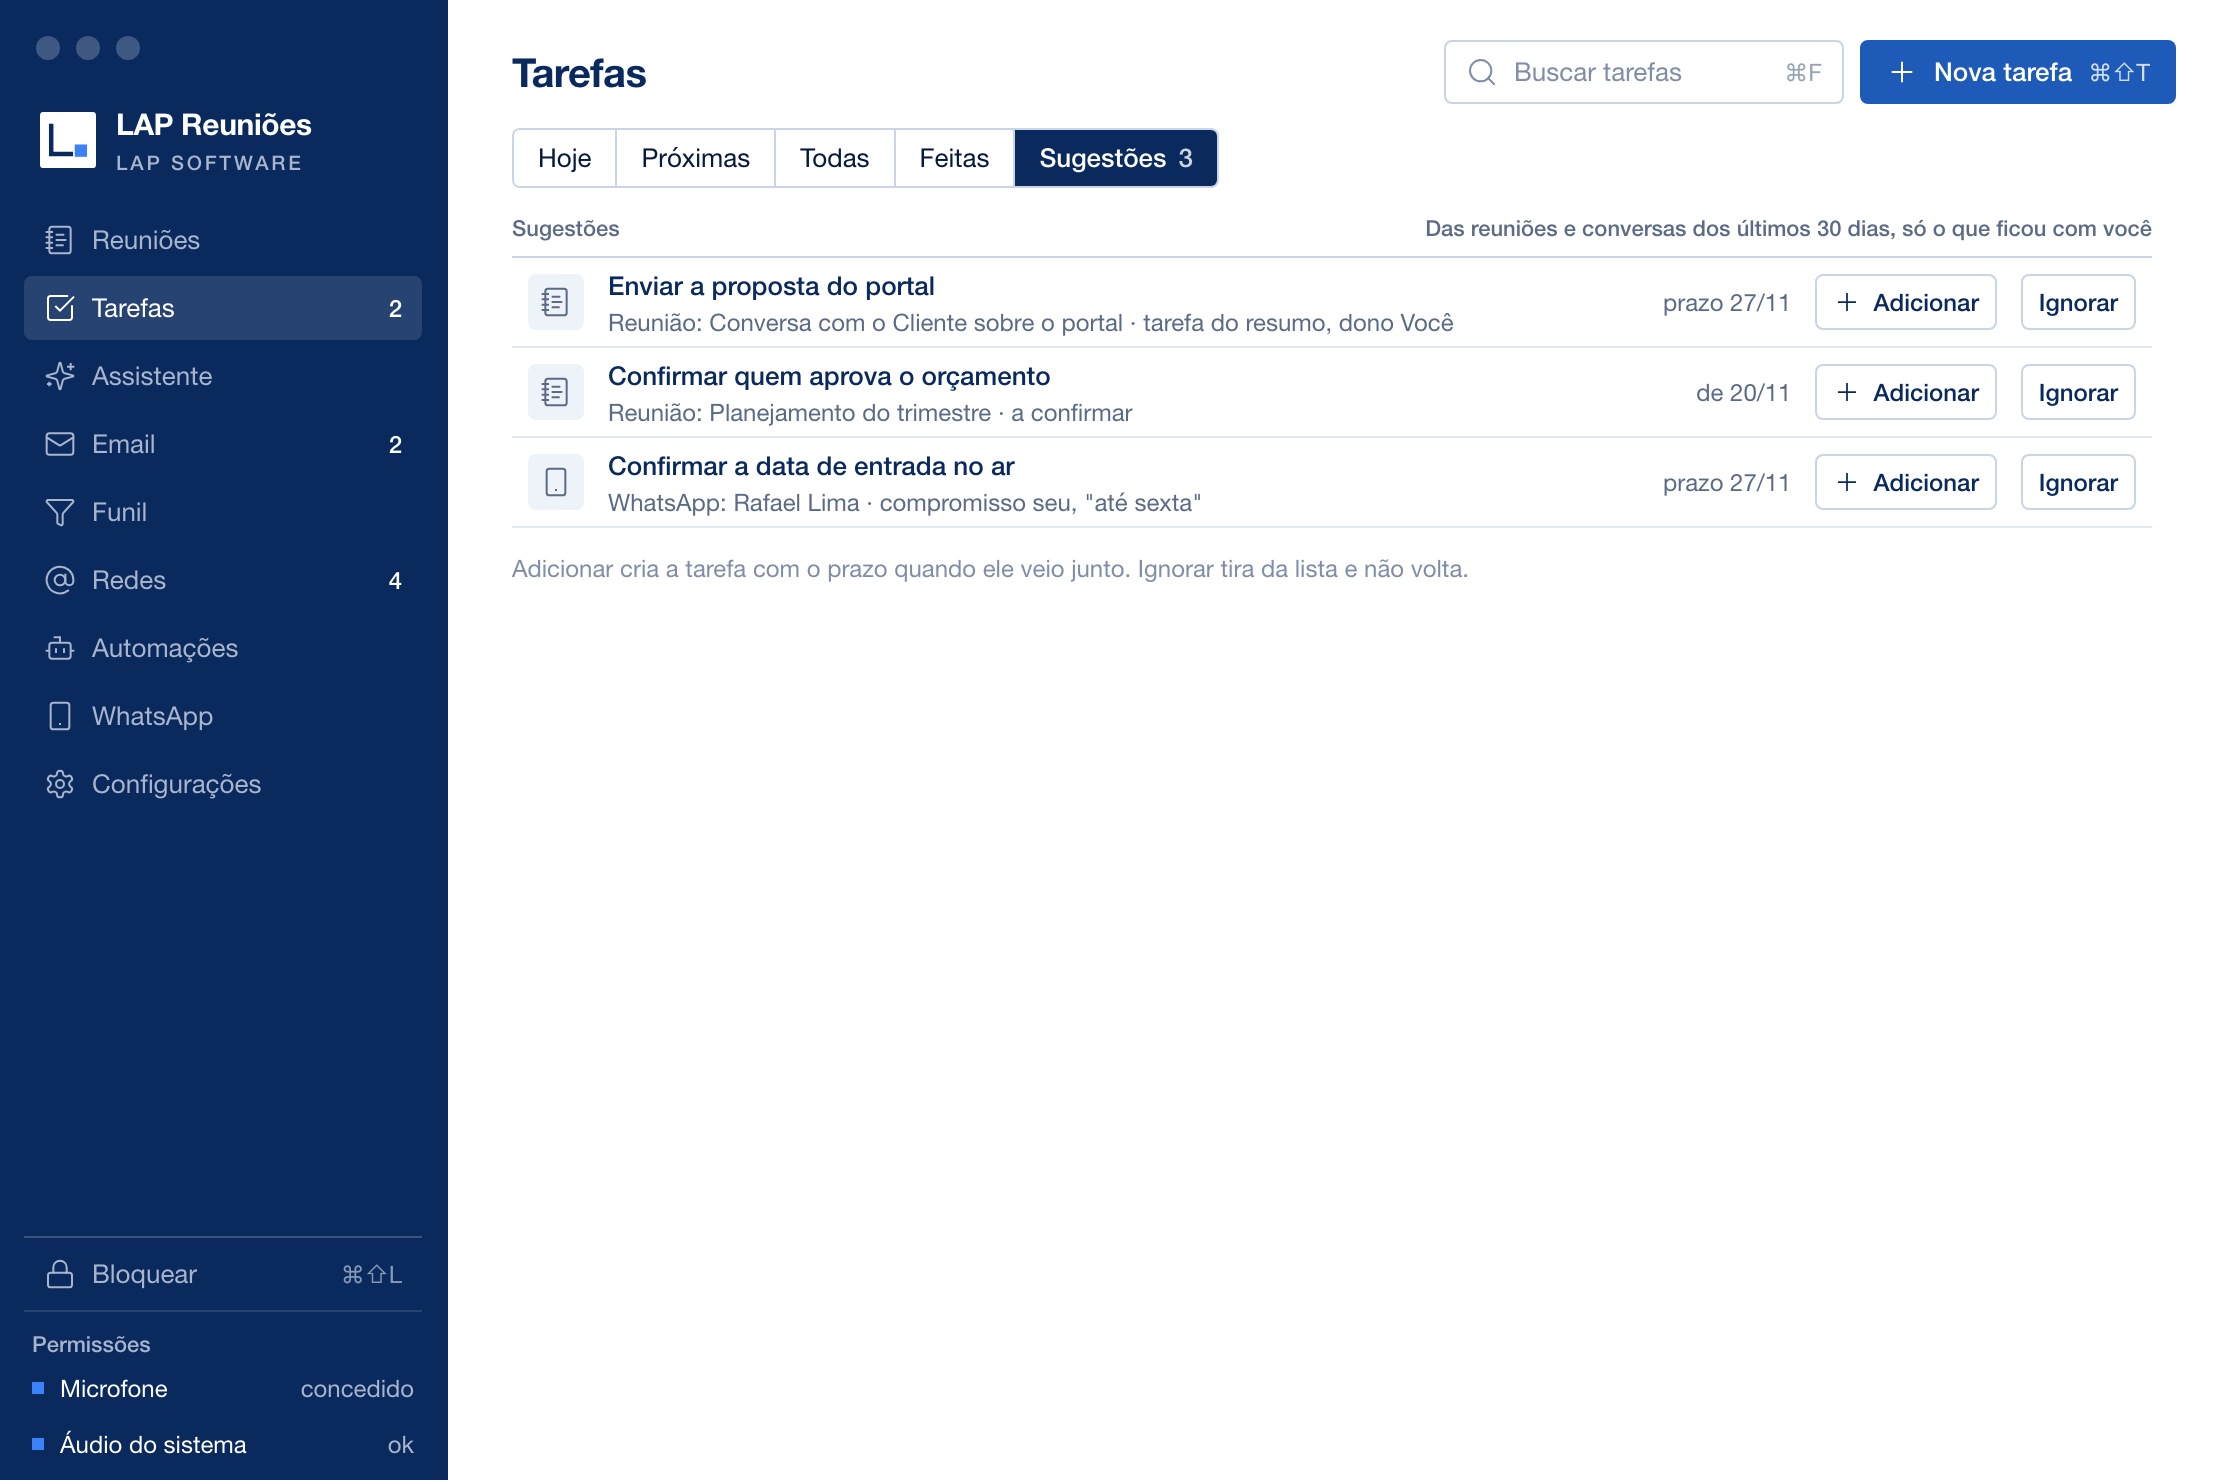 LAP Reuniões
LAP SOFTWARE
Reuniões
Tarefas 2
Assistente
Email 2
Funil
Redes 4
Automações
WhatsApp
Configurações
Bloquear ⌘⇧L
Permissões
Microfone concedido
Áudio do sistema ok
Tarefas
Buscar tarefas ⌘F
+ Nova tarefa ⌘⇧T
Hoje Próximas Todas Feitas Sugestões 3
Sugestões Das reuniões e conversas dos últimos 30 dias, só o que ficou com você
Enviar a proposta do portal
Reunião: Conversa com o Cliente sobre o portal · tarefa do resumo, dono Você
prazo 27/11 + Adicionar Ignorar
Confirmar quem aprova o orçamento
Reunião: Planejamento do trimestre · a confirmar
de 20/11 + Adicionar Ignorar
Confirmar a data de entrada no ar
WhatsApp: Rafael Lima · compromisso seu, "até sexta"
prazo 27/11 + Adicionar Ignorar
Adicionar cria a tarefa com o prazo quando ele veio junto. Ignorar tira da lista e não volta.